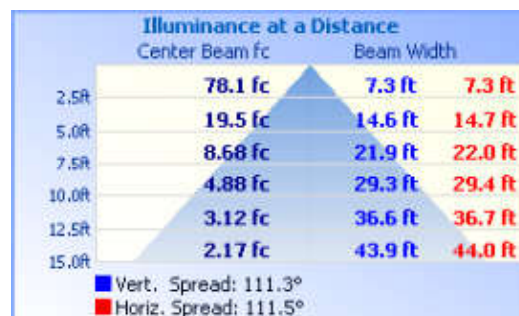 Illuminance at a Distance
Center Beam fc Beam Width
2.5ft 78.1 fc 7.3 ft 7.3 ft
5.0ft 19.5 fc 14.6 ft 14.7 ft
7.5ft 8.68 fc 21.9 ft 22.0 ft
10.0ft 4.88 fc 29.3 ft 29.4 ft
12.5ft 3.12 fc 36.6 ft 36.7 ft
15.0ft 2.17 fc 43.9 ft 44.0 ft
Vert. Spread: 111.3°
Horiz. Spread: 111.5°